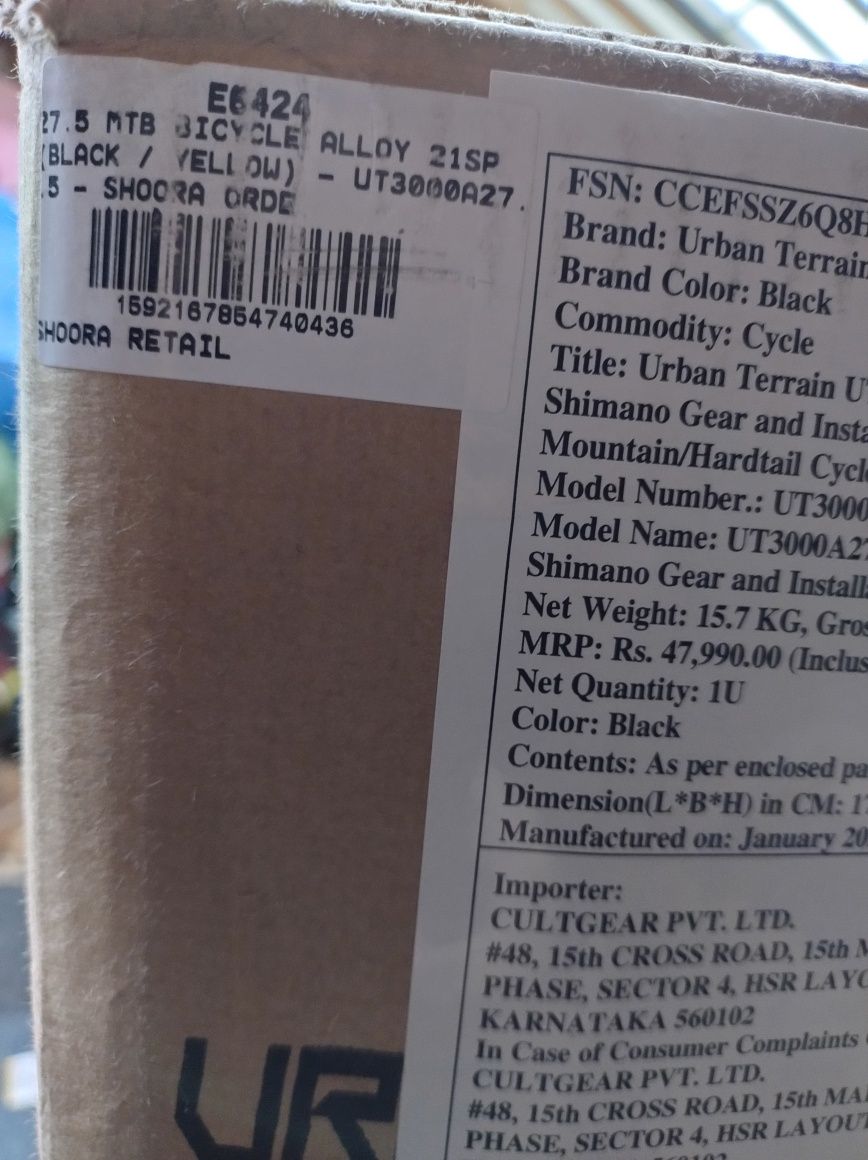 E6424
27.5 MTB BICYCLE ALLOY 21SP
(BLACK / YELLOW) - UT3000A27.
.5 - SHOORA ORDE
1592167854740436
SHOORA RETAIL
FSN: CCEFSSZ6Q8H
Brand: Urban Terrain
Brand Color: Black
Commodity: Cycle
Title: Urban Terrain U
Shimano Gear and Insta
Mountain/Hardtail Cycl
Model Number.: UT3000
Model Name: UT3000A27
Shimano Gear and Install
Net Weight: 15.7 KG, Gros
MRP: Rs. 47,990.00 (Inclus
Net Quantity: 1U
Color: Black
Contents: As per enclosed pa
Dimension(L*B*H) in CM: 1
Manufactured on: January 20
Importer:
CULTGEAR PVT. LTD.
#48, 15th CROSS ROAD, 15th M
PHASE, SECTOR 4, HSR LAYO
KARNATAKA 560102
In Case of Consumer Complaints
CULTGEAR PVT. LTD.
#48, 15th CROSS ROAD, 15th MA
PHASE, SECTOR 4, HSR LAYOUT
UR